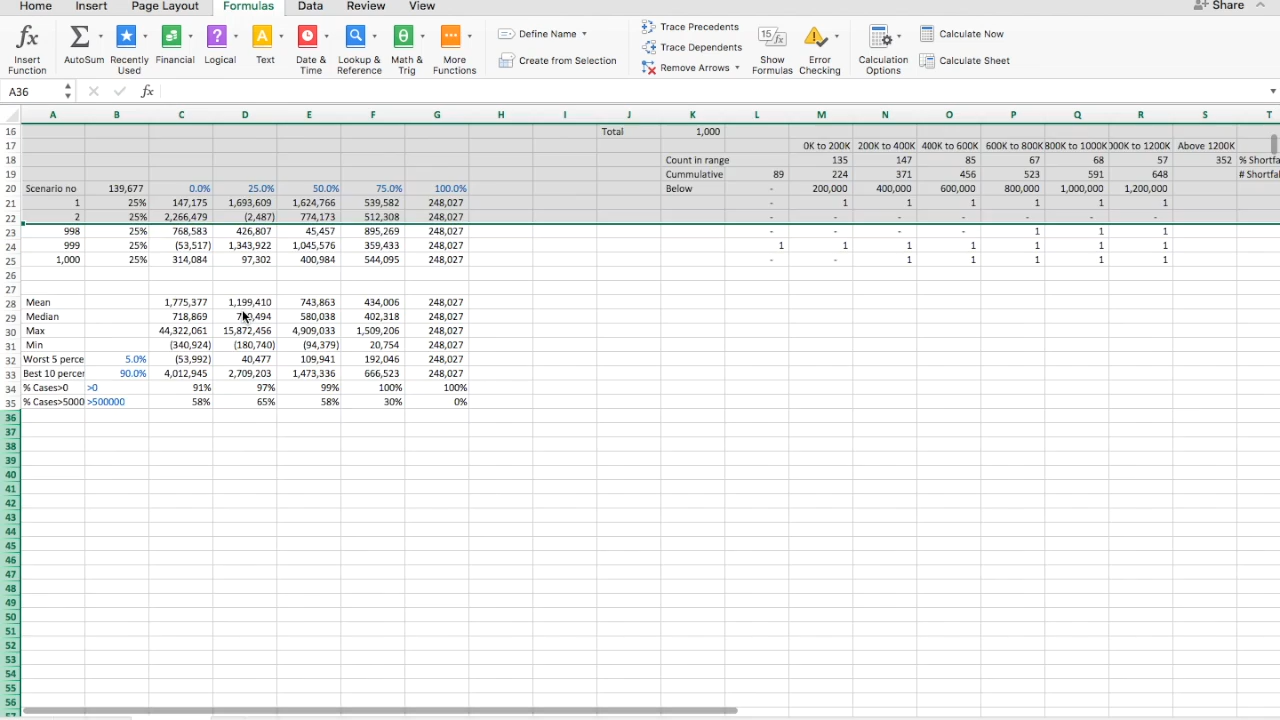 Home Insert Page Layout Formulas Data Review View Share
Insert Function AutoSum Recently Used Financial Logical Text Date & Time Lookup & Reference Math & Trig More Functions Define Name Create from Selection Trace Precedents Trace Dependents Remove Arrows Show Formulas Error Checking Calculation Options Calculate Now Calculate Sheet
A36 fx
A B C D E F G H I J K L M N O P Q R S T
16 Total 1,000
17 0K to 200K 200K to 400K 400K to 600K 600K to 800K 800K to 1000K 000K to 1200K Above 1200K
18 Count in range 135 147 85 67 68 57 352 % Shortfa
19 Cummulative 89 224 371 456 523 591 648 # Shortfal
20 Scenario no 139,677 0.0% 25.0% 50.0% 75.0% 100.0% Below - 200,000 400,000 600,000 800,000 1,000,000 1,200,000
21 1 25% 147,175 1,693,609 1,624,766 539,582 248,027 - 1 1 1 1 1 1
22 2 25% 2,266,479 (2,487) 774,173 512,308 248,027 - - - - - - -
23 998 25% 768,583 426,807 45,457 895,269 248,027 - - - - 1 1 1
24 999 25% (53,517) 1,343,922 1,045,576 359,433 248,027 1 1 1 1 1 1 1
25 1,000 25% 314,084 97,302 400,984 544,095 248,027 - - 1 1 1 1 1
26
27
28 Mean 1,775,377 1,199,410 743,863 434,006 248,027
29 Median 718,869 580,038 402,318 248,027
30 Max 44,322,061 15,872,456 4,909,033 1,509,206 248,027
31 Min (340,924) (180,740) (94,379) 20,754 248,027
32 Worst 5 perce 5.0% (53,992) 40,477 109,941 192,046 248,027
33 Best 10 percer 90.0% 4,012,945 2,709,203 1,473,336 666,523 248,027
34 % Cases>0 >0 91% 97% 99% 100% 100%
35 % Cases>5000 >500000 58% 65% 58% 30% 0%
36
37
38
39
40
41
42
43
44
45
46
47
48
49
50
51
52
53
54
55
56